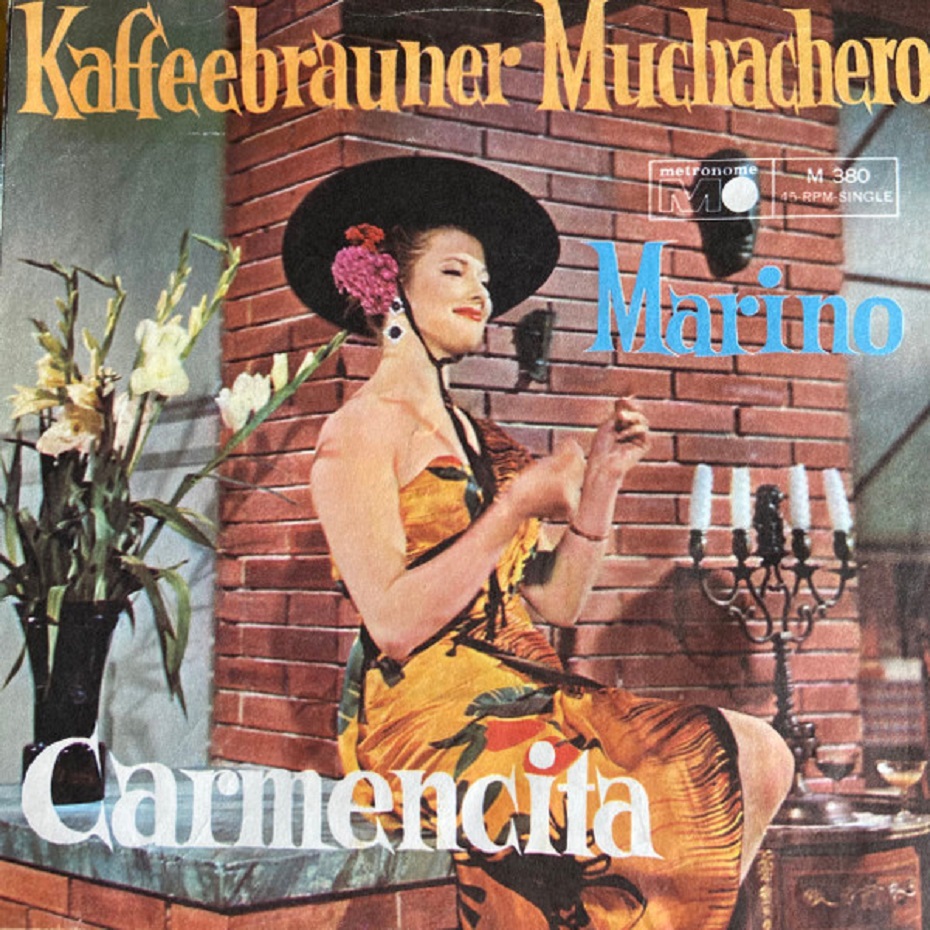 Kaffeebrauner Muchachero
metronome
M 380
45-RPM-SINGLE
Marino
Carmencita